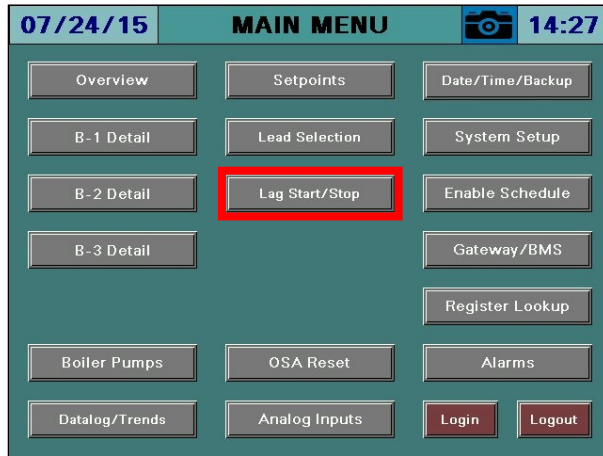 07/24/15 MAIN MENU 14:27
Overview Setpoints Date/Time/Backup
B-1 Detail Lead Selection System Setup
B-2 Detail Lag Start/Stop Enable Schedule
B-3 Detail Gateway/BMS
Register Lookup
Boiler Pumps OSA Reset Alarms
Datalog/Trends Analog Inputs Login Logout